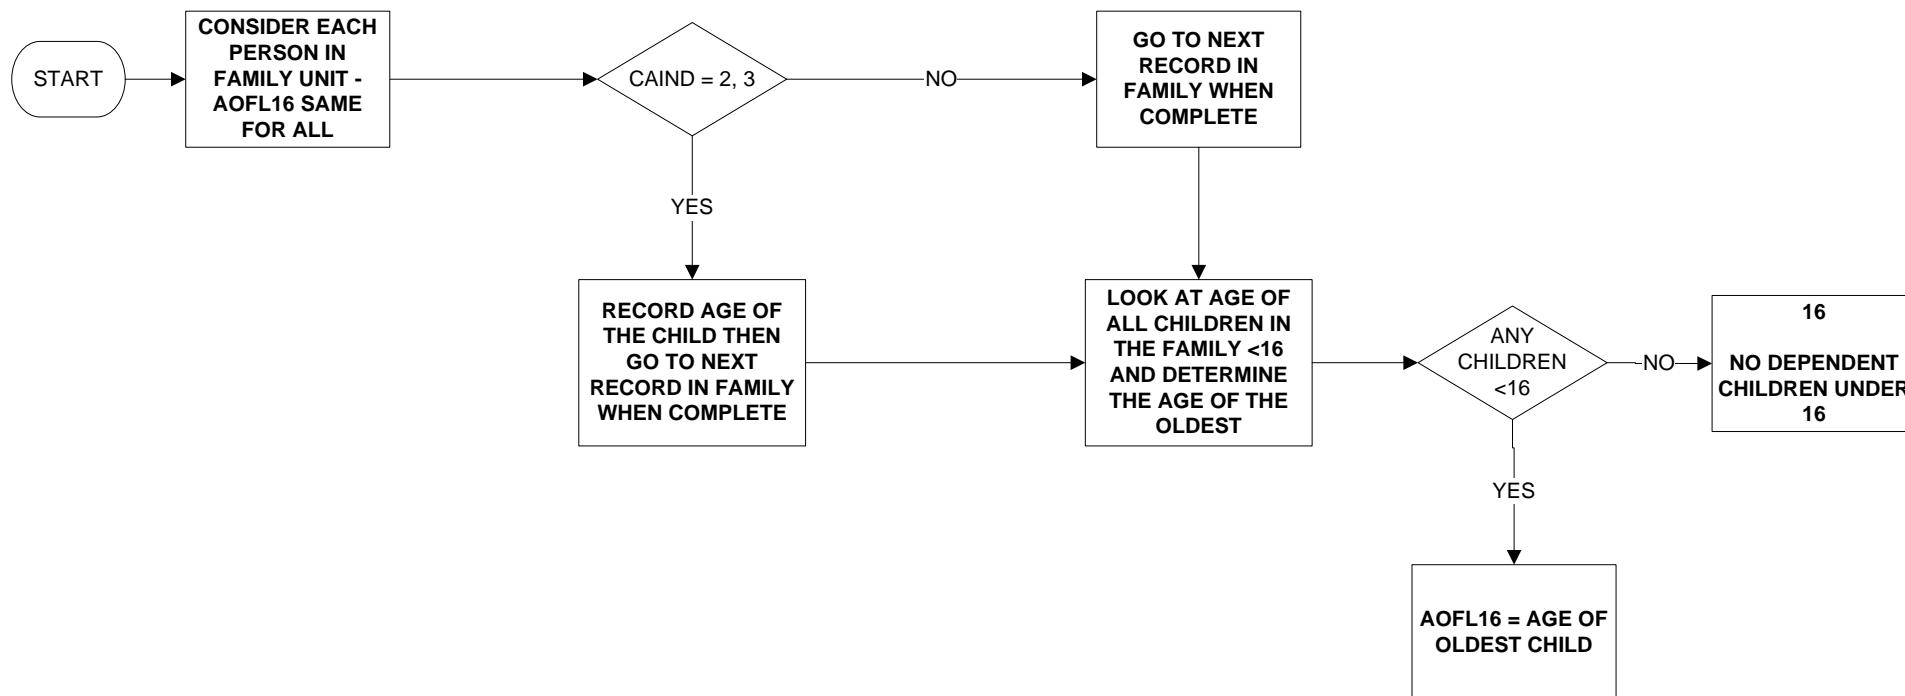 START
CONSIDER EACH
PERSON IN
FAMILY UNIT -
AOFL16 SAME
FOR ALL
CAIND = 2, 3
NO
GO TO NEXT
RECORD IN
FAMILY WHEN
COMPLETE
YES
RECORD AGE OF
THE CHILD THEN
GO TO NEXT
RECORD IN FAMILY
WHEN COMPLETE
LOOK AT AGE OF
ALL CHILDREN IN
THE FAMILY <16
AND DETERMINE
THE AGE OF THE
OLDEST
ANY
CHILDREN
<16
NO
16
NO DEPENDENT
CHILDREN UNDER
16
YES
AOFL16 = AGE OF
OLDEST CHILD